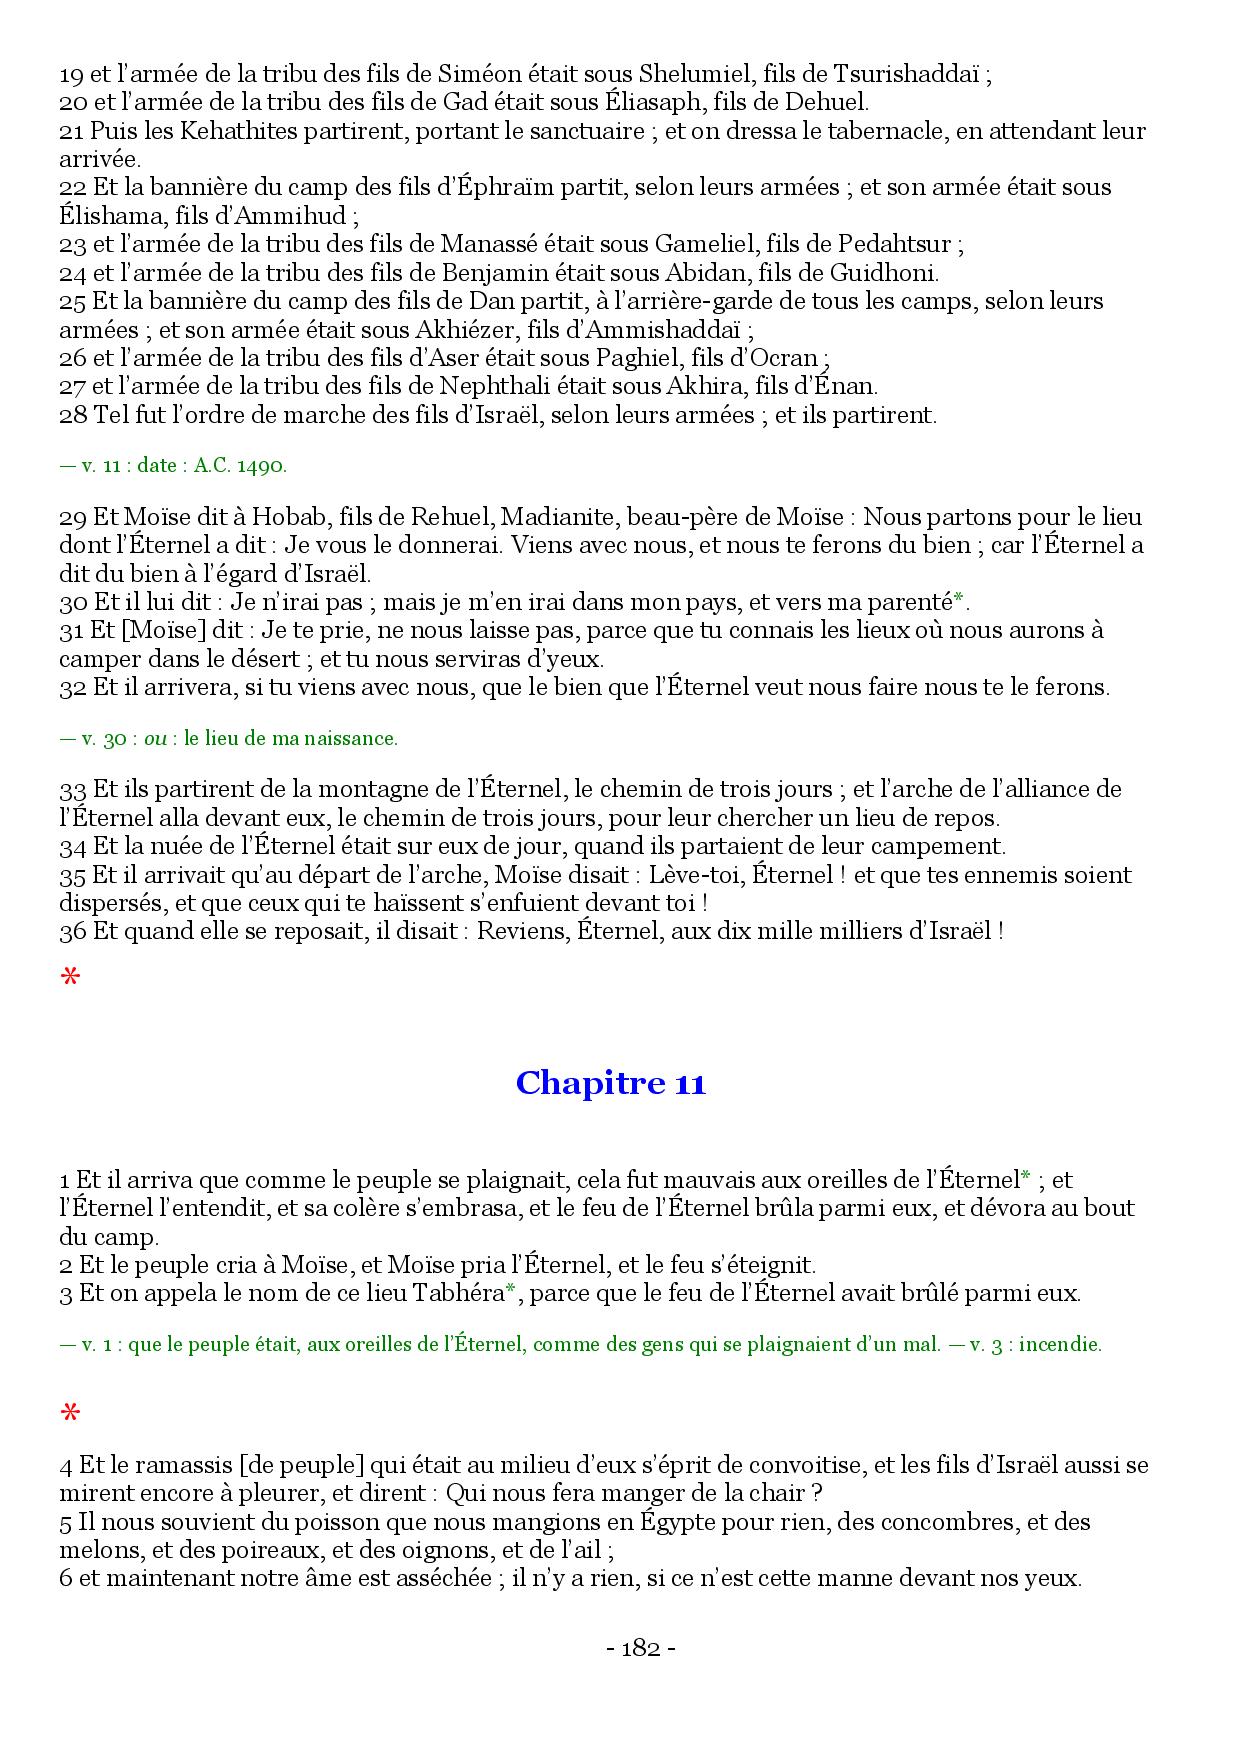 19 et l’armée de la tribu des fils de Siméon était sous Shelumiel, fils de Tsurishaddaï ;
20 et l’armée de la tribu des fils de Gad était sous Éliasaph, fils de Dehuel.
21 Puis les Kehathites partirent, portant le sanctuaire ; et on dressa le tabernacle, en attendant leur
arrivée.
22 Et la bannière du camp des fils d’Éphraïm partit, selon leurs armées ; et son armée était sous
Élishama, fils d’Ammihud ;
23 et l’armée de la tribu des fils de Manassé était sous Gameliel, fils de Pedahtsur ;
24 et l’armée de la tribu des fils de Benjamin était sous Abidan, fils de Guidhoni.
25 Et la bannière du camp des fils de Dan partit, à l’arrière-garde de tous les camps, selon leurs
armées ; et son armée était sous Akhiézer, fils d’Ammishaddaï ;
26 et l’armée de la tribu des fils d’Aser était sous Paghiel, fils d’Ocran ;
27 et l’armée de la tribu des fils de Nephthali était sous Akhira, fils d’Énan.
28 Tel fut l’ordre de marche des fils d’Israël, selon leurs armées ; et ils partirent.
— v. 11 : date : A.C. 1490.
29 Et Moïse dit à Hobab, fils de Rehuel, Madianite, beau-père de Moïse : Nous partons pour le lieu
dont l’Éternel a dit : Je vous le donnerai. Viens avec nous, et nous te ferons du bien ; car l’Éternel a
dit du bien à l’égard d’Israël.
30 Et il lui dit : Je n’irai pas ; mais je m’en irai dans mon pays, et vers ma parenté*.
31 Et [Moïse] dit : Je te prie, ne nous laisse pas, parce que tu connais les lieux où nous aurons à
camper dans le désert ; et tu nous serviras d’yeux.
32 Et il arrivera, si tu viens avec nous, que le bien que l’Éternel veut nous faire nous te le ferons.
— v. 30 : ou : le lieu de ma naissance.
33 Et ils partirent de la montagne de l’Éternel, le chemin de trois jours ; et l’arche de l’alliance de
l’Éternel alla devant eux, le chemin de trois jours, pour leur chercher un lieu de repos.
34 Et la nuée de l’Éternel était sur eux de jour, quand ils partaient de leur campement.
35 Et il arrivait qu’au départ de l’arche, Moïse disait : Lève-toi, Éternel ! et que tes ennemis soient
dispersés, et que ceux qui te haïssent s’enfuient devant toi !
36 Et quand elle se reposait, il disait : Reviens, Éternel, aux dix mille milliers d’Israël !
*
Chapitre 11
1 Et il arriva que comme le peuple se plaignait, cela fut mauvais aux oreilles de l’Éternel* ; et
l’Éternel l’entendit, et sa colère s’embrasa, et le feu de l’Éternel brûla parmi eux, et dévora au bout
du camp.
2 Et le peuple cria à Moïse, et Moïse pria l’Éternel, et le feu s’éteignit.
3 Et on appela le nom de ce lieu Tabhéra*, parce que le feu de l’Éternel avait brûlé parmi eux.
— v. 1 : que le peuple était, aux oreilles de l’Éternel, comme des gens qui se plaignaient d’un mal. — v. 3 : incendie.
*
4 Et le ramassis [de peuple] qui était au milieu d’eux s’éprit de convoitise, et les fils d’Israël aussi se
mirent encore à pleurer, et dirent : Qui nous fera manger de la chair ?
5 Il nous souvient du poisson que nous mangions en Égypte pour rien, des concombres, et des
melons, et des poireaux, et des oignons, et de l’ail ;
6 et maintenant notre âme est asséchée ; il n’y a rien, si ce n’est cette manne devant nos yeux.
- 182 -